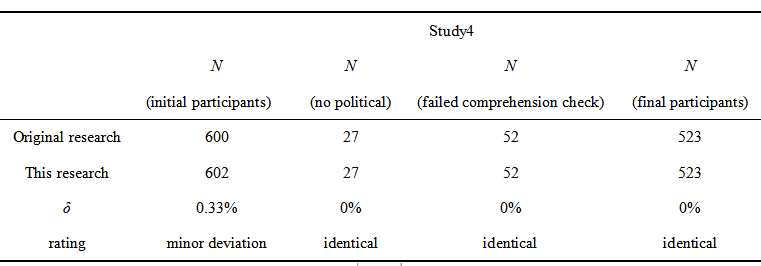 Study4
N N N N
(initial participants) (no political) (failed comprehension check) (final participants)
Original research 600 27 52 523
This research 602 27 52 523
δ 0.33% 0% 0% 0%
rating minor deviation identical identical identical